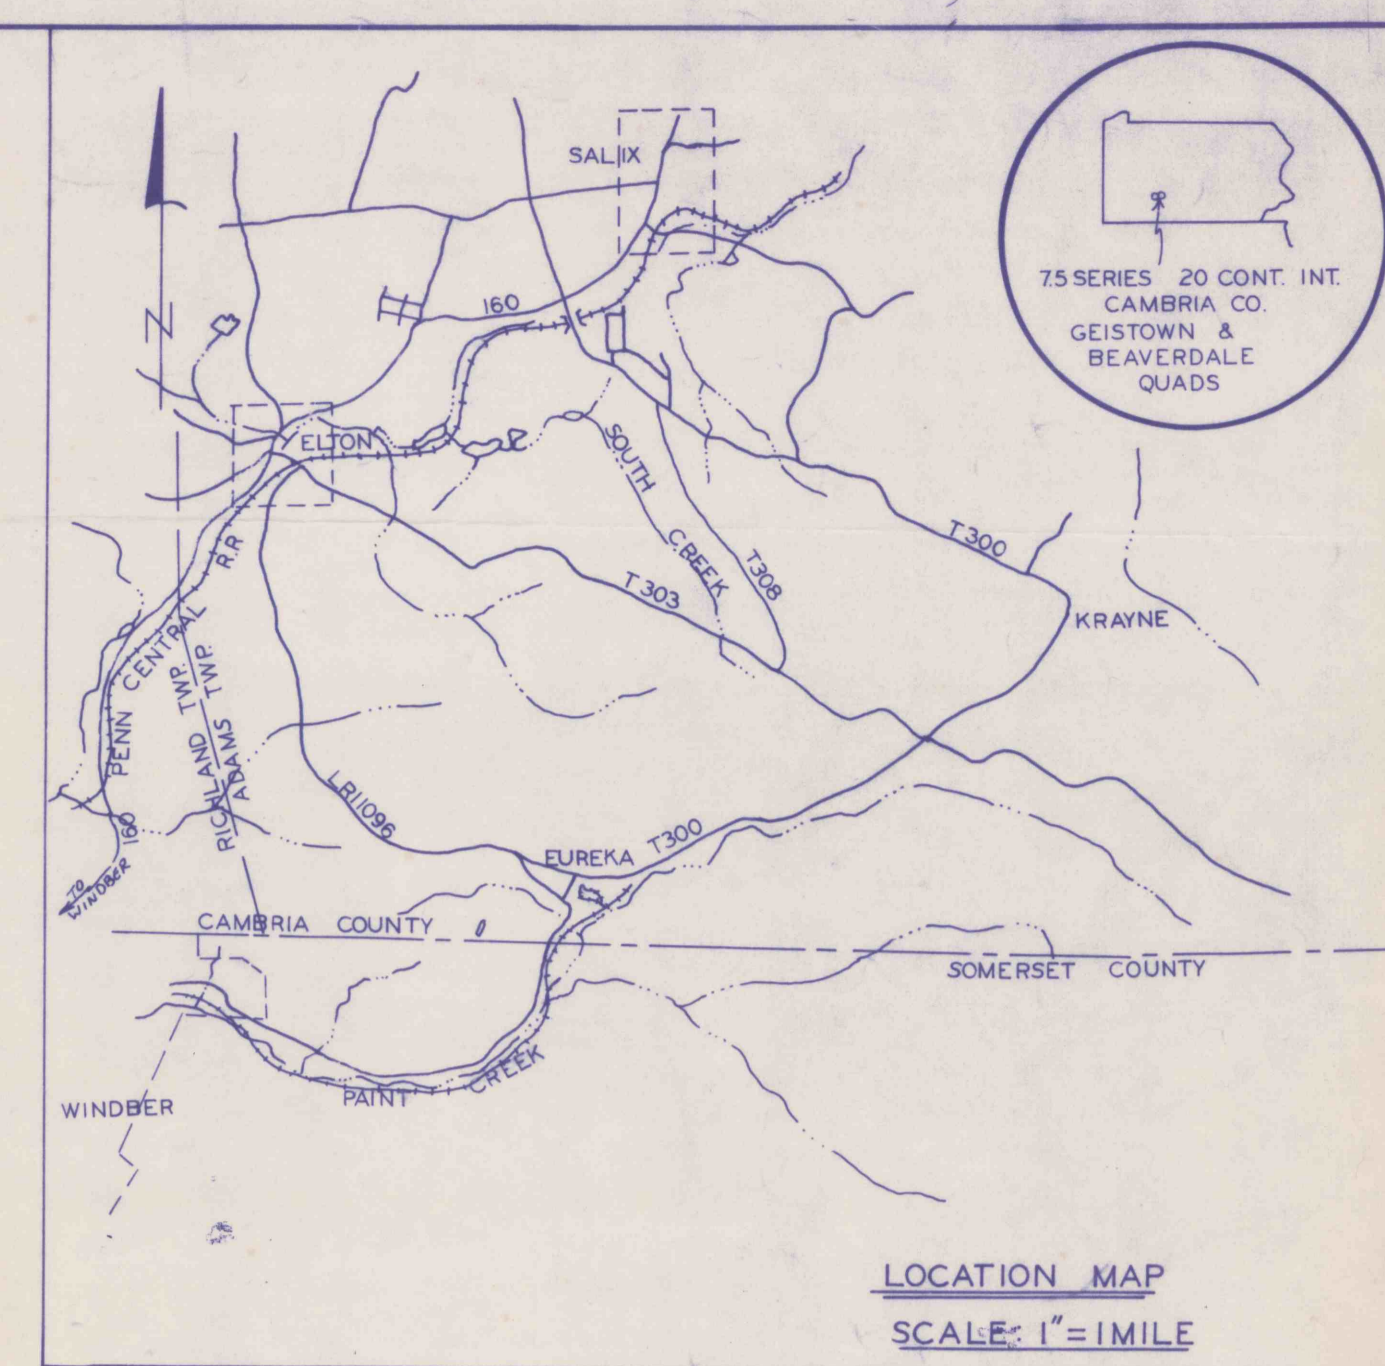 SALIX
7.5 SERIES 20 CONT. INT.
CAMBRIA CO.
GEISTOWN &
BEAVERDALE
QUADS
N
160
ELTON
SOUTH CREEK
T308
T300
T303
KRAYNE
PENN CENTRAL R.R
RICHLAND TWP.
ADAMS TWP.
LR11096
160
TO
WINDBER
EUREKA
T300
CAMBRIA COUNTY
SOMERSET COUNTY
WINDBER
PAINT CREEK
LOCATION MAP
SCALE: 1" = 1 MILE